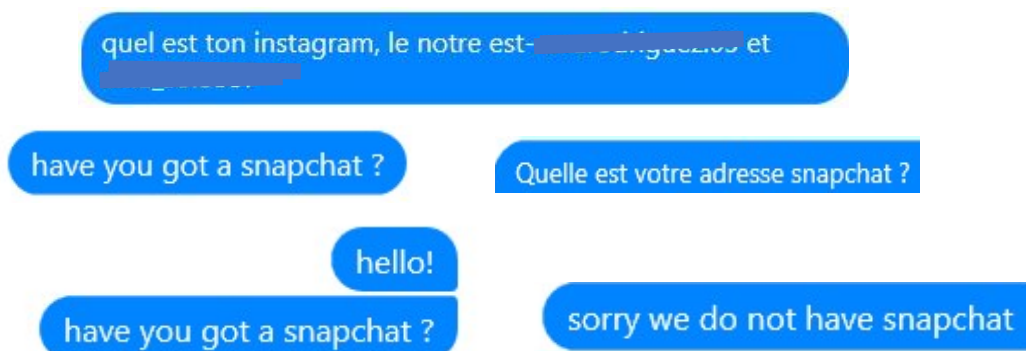 quel est ton instagram, le notre est- et
have you got a snapchat ?
Quelle est votre adresse snapchat ?
hello!
have you got a snapchat ?
sorry we do not have snapchat